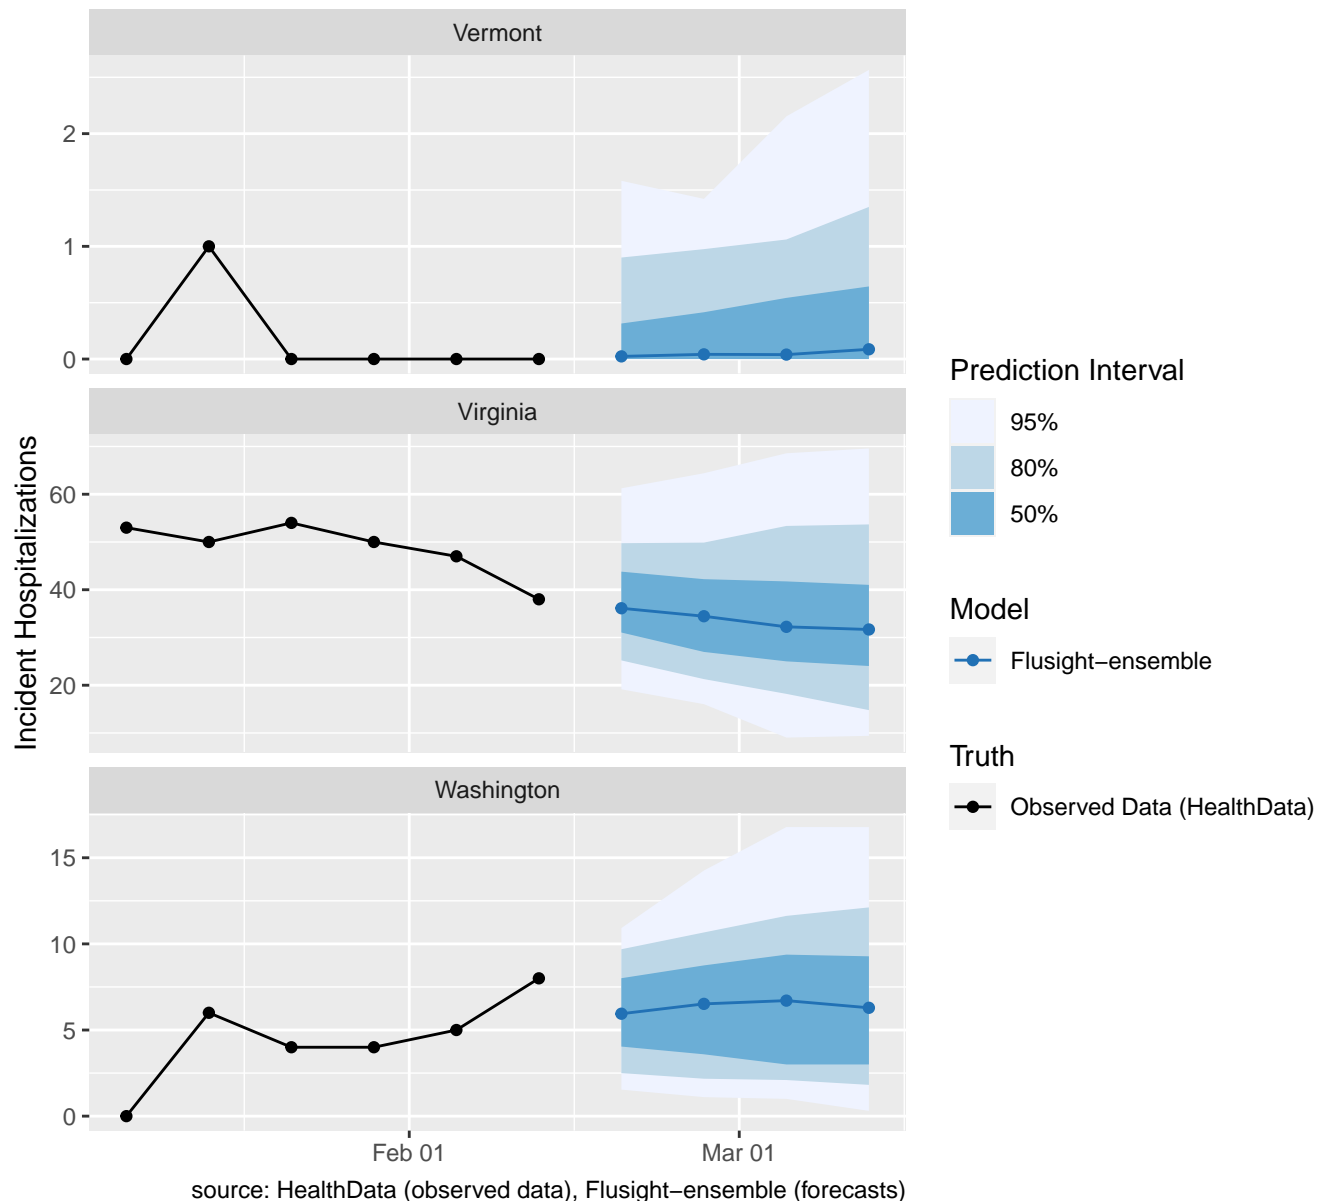 Vermont
2
1
0
Virginia
60
40
20
Washington
15
10
5
0
Incident Hospitalizations
Feb 01
Mar 01
source: HealthData (observed data), Flusight−ensemble (forecasts)
Prediction Interval
95%
80%
50%
Model
Flusight−ensemble
Truth
Observed Data (HealthData)